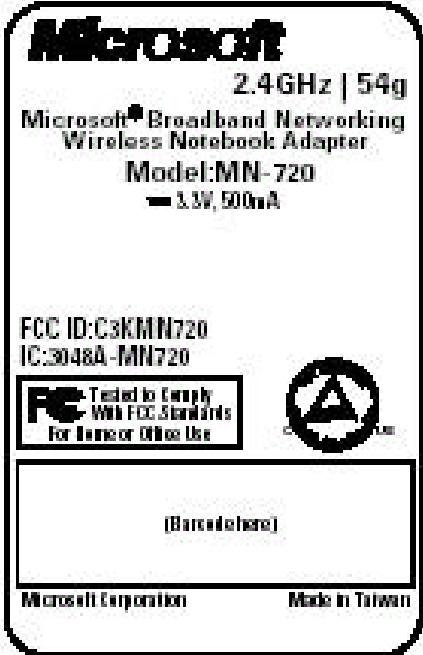 Microsoft
2.4GHz | 54g
Microsoft® Broadband Networking
Wireless Notebook Adapter
Model:MN-720
3.3V, 500mA
FCC ID:C3KMN720
IC:3048A-MN720
FC Tested to Comply
With FCC Standards
For Home or Office Use
C US
(Barcode here)
Microsoft Corporation Made in Taiwan